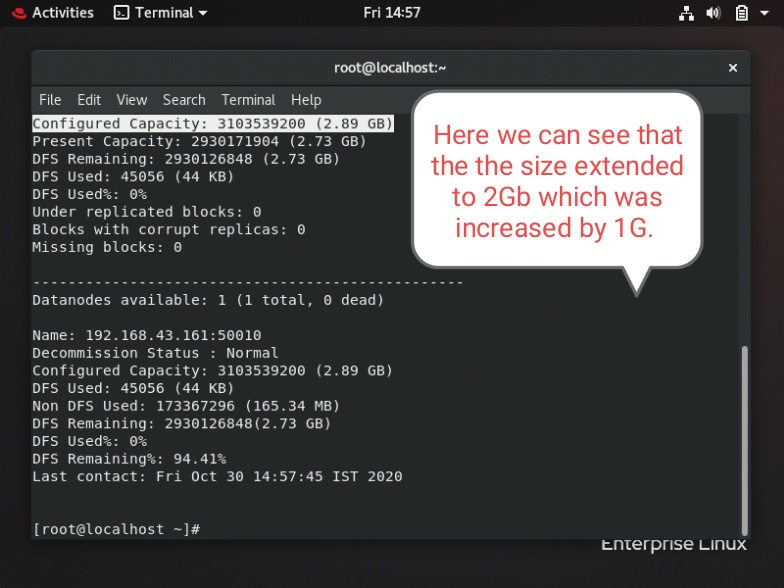 Activities Terminal Fri 14:57
root@localhost:~ ×
File Edit View Search Terminal Help
Configured Capacity: 3103539200 (2.89 GB)
Present Capacity: 2930171904 (2.73 GB)
DFS Remaining: 2930126848 (2.73 GB)
DFS Used: 45056 (44 KB)
DFS Used%: 0%
Under replicated blocks: 0
Blocks with corrupt replicas: 0
Missing blocks: 0
Here we can see that
the the size extended
to 2Gb which was
increased by 1G.
-------------------------------------------------
Datanodes available: 1 (1 total, 0 dead)
Name: 192.168.43.161:50010
Decommission Status : Normal
Configured Capacity: 3103539200 (2.89 GB)
DFS Used: 45056 (44 KB)
Non DFS Used: 173367296 (165.34 MB)
DFS Remaining: 2930126848(2.73 GB)
DFS Used%: 0%
DFS Remaining%: 94.41%
Last contact: Fri Oct 30 14:57:45 IST 2020
[root@localhost ~]#
Enterprise Linux